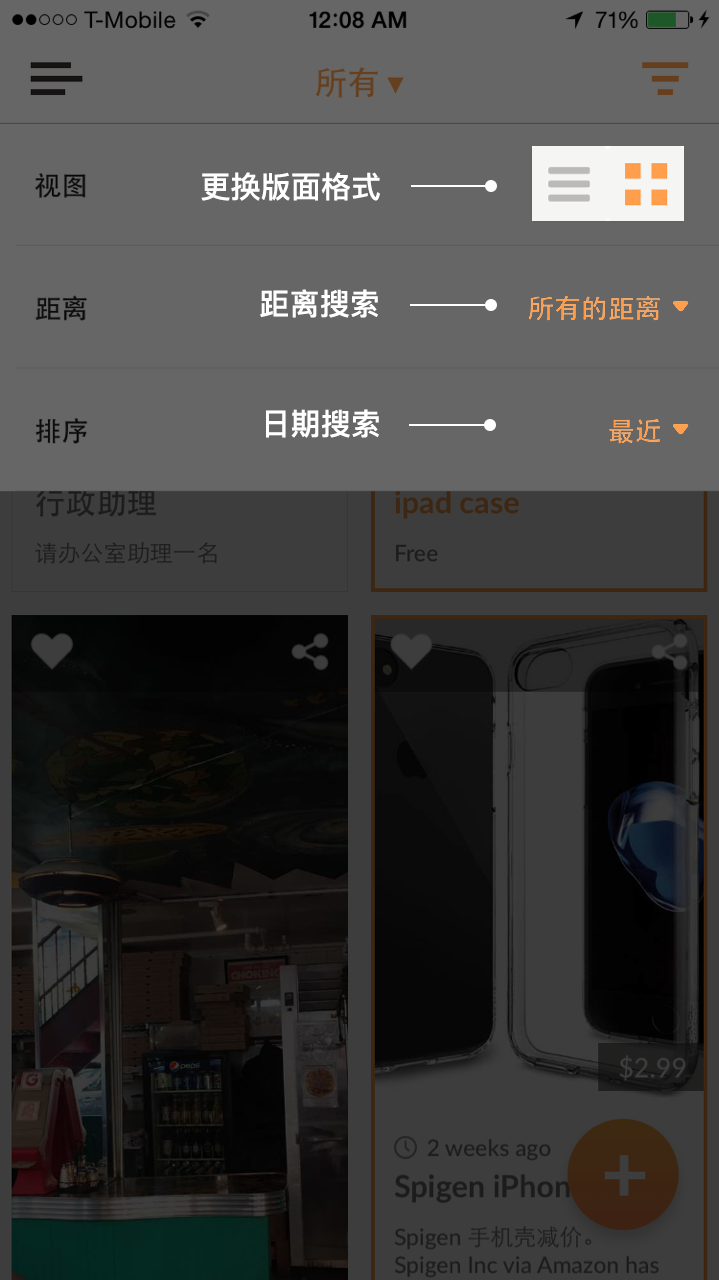 T-Mobile 12:08 AM 71%
所有 ▾
视图 更换版面格式
距离 距离搜索 所有的距离
排序 日期搜索 最近
行政助理
请办公室助理一名
ipad case
Free
CHOKING
pepsi
$2.99
2 weeks ago
Spigen iPhon
Spigen 手机壳减价。
Spigen Inc via Amazon has